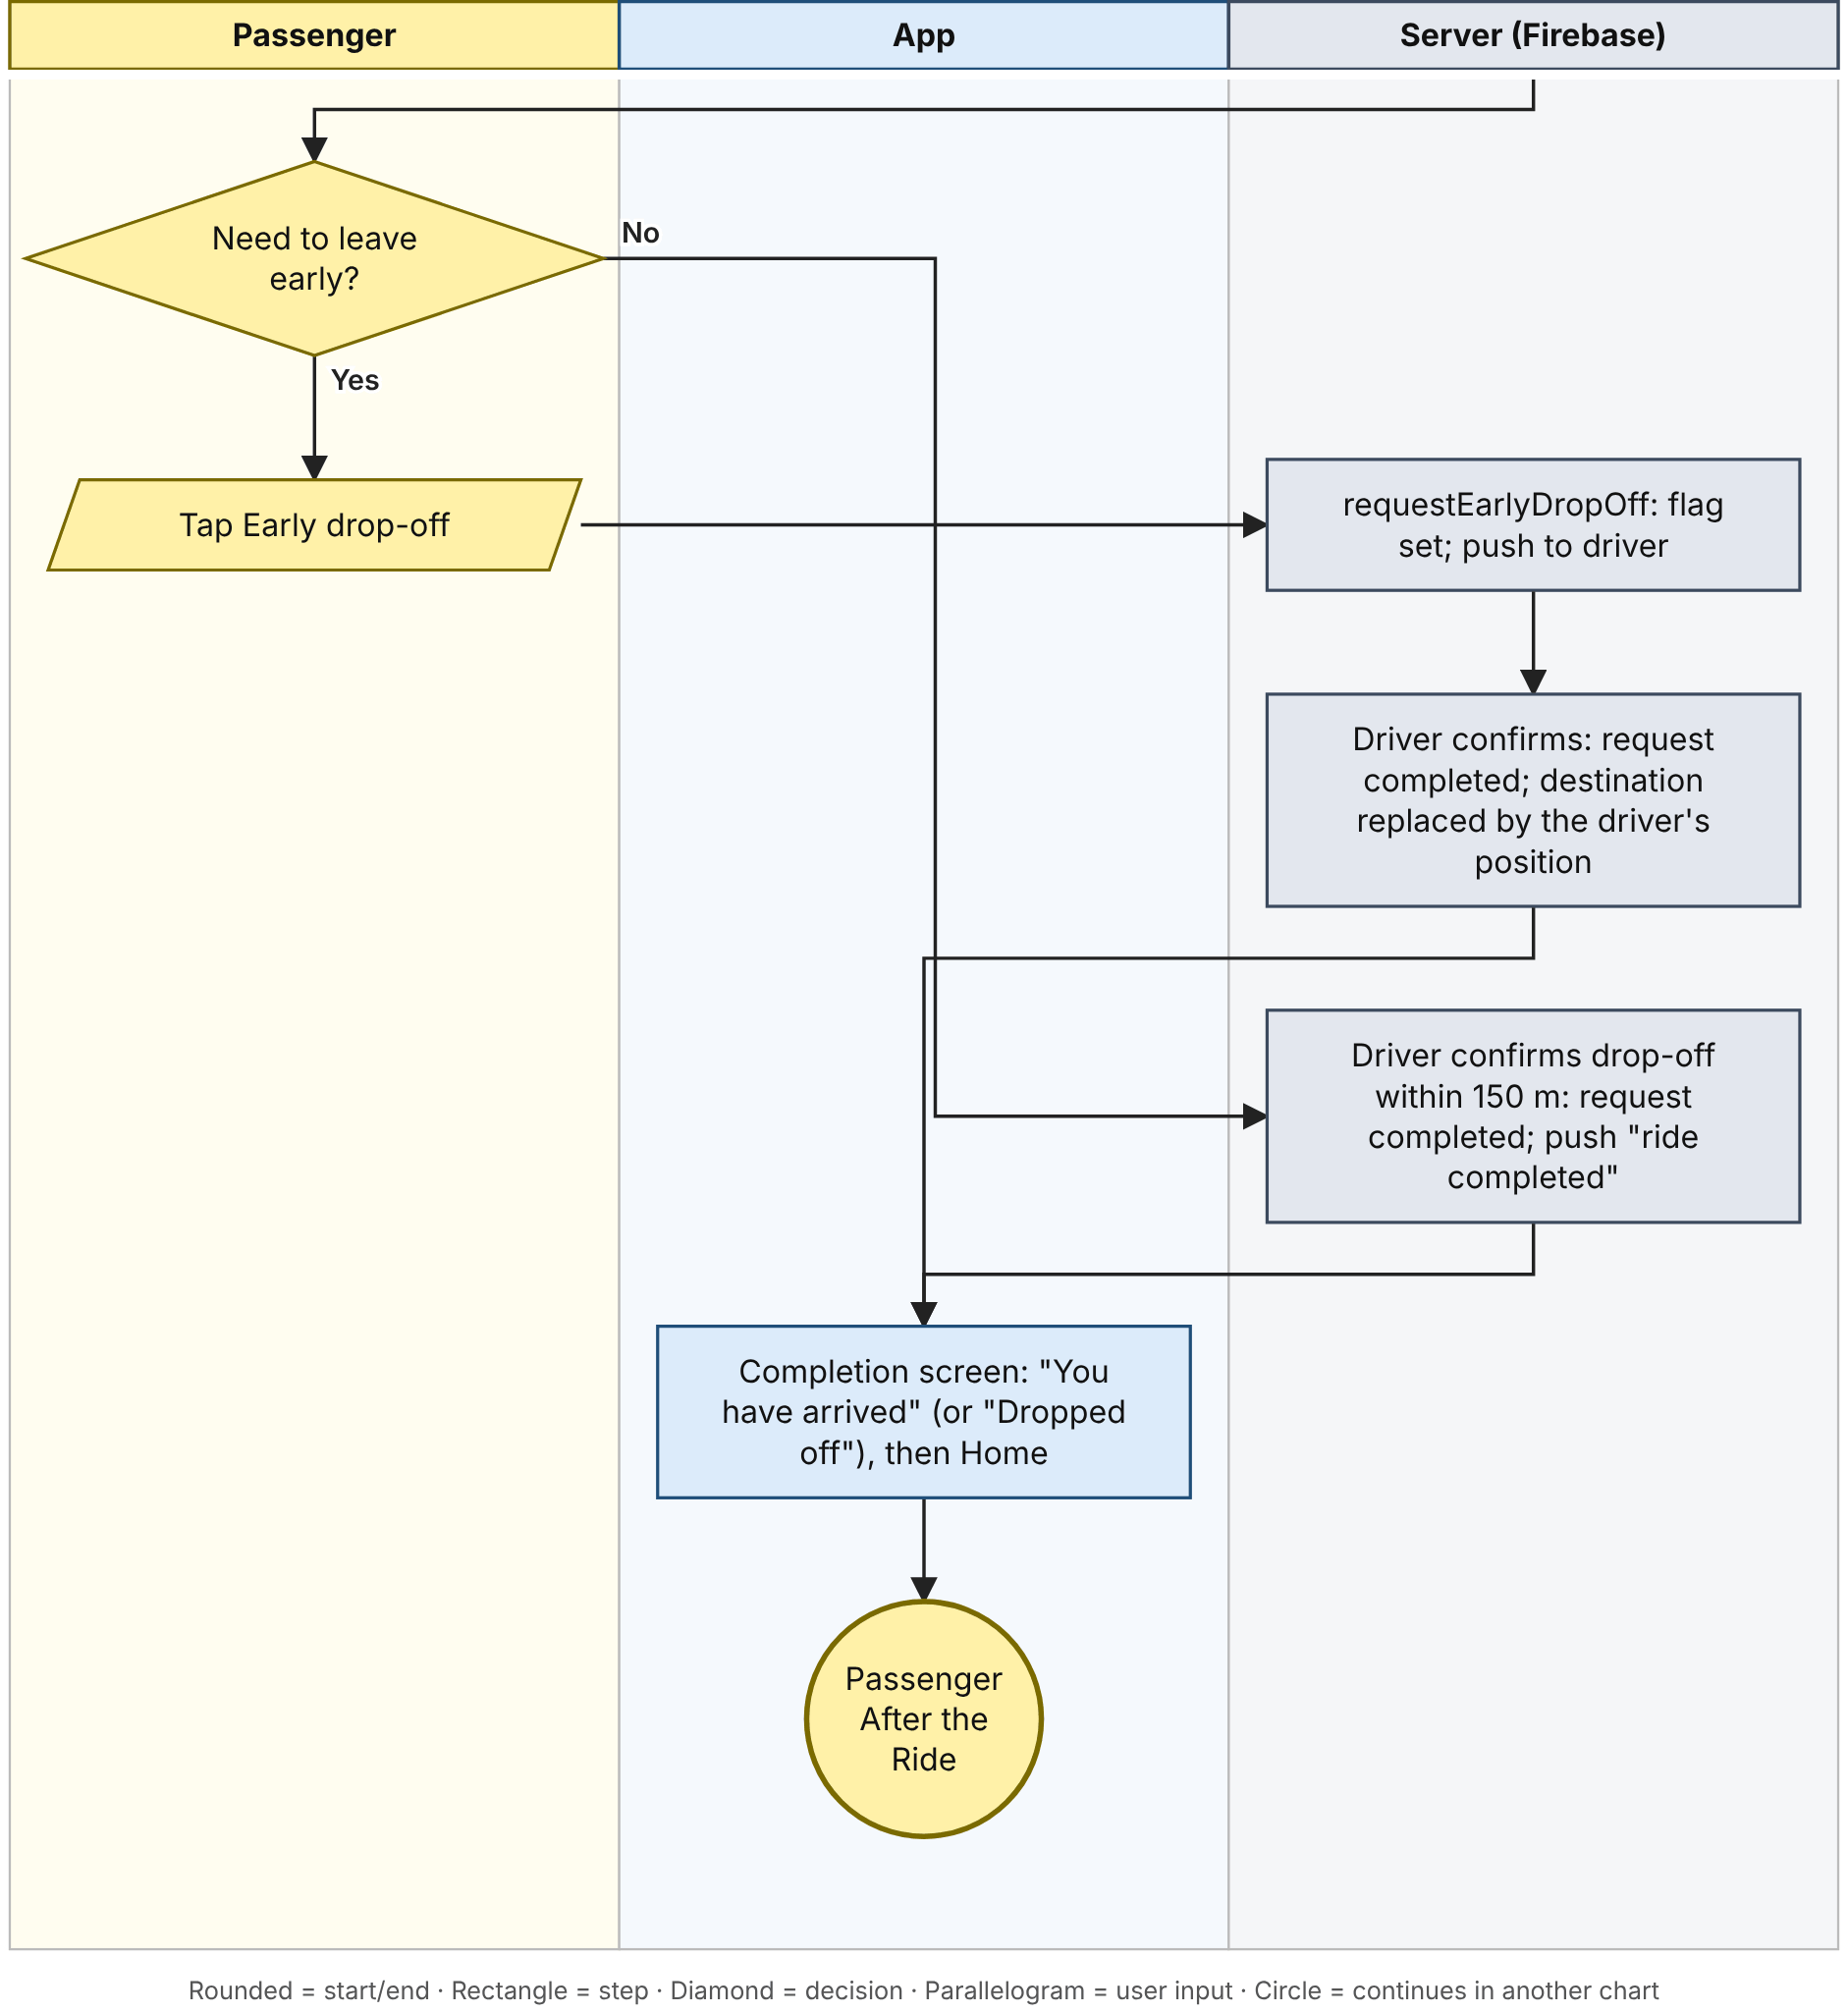 Passenger
App
Server (Firebase)
Need to leave
early?
No
Yes
Tap Early drop-off
requestEarlyDropOff: flag
set; push to driver
Driver confirms: request
completed; destination
replaced by the driver's
position
Driver confirms drop-off
within 150 m: request
completed; push "ride
completed"
Completion screen: "You
have arrived" (or "Dropped
off"), then Home
Passenger
After the
Ride
Rounded = start/end · Rectangle = step · Diamond = decision · Parallelogram = user input · Circle = continues in another chart